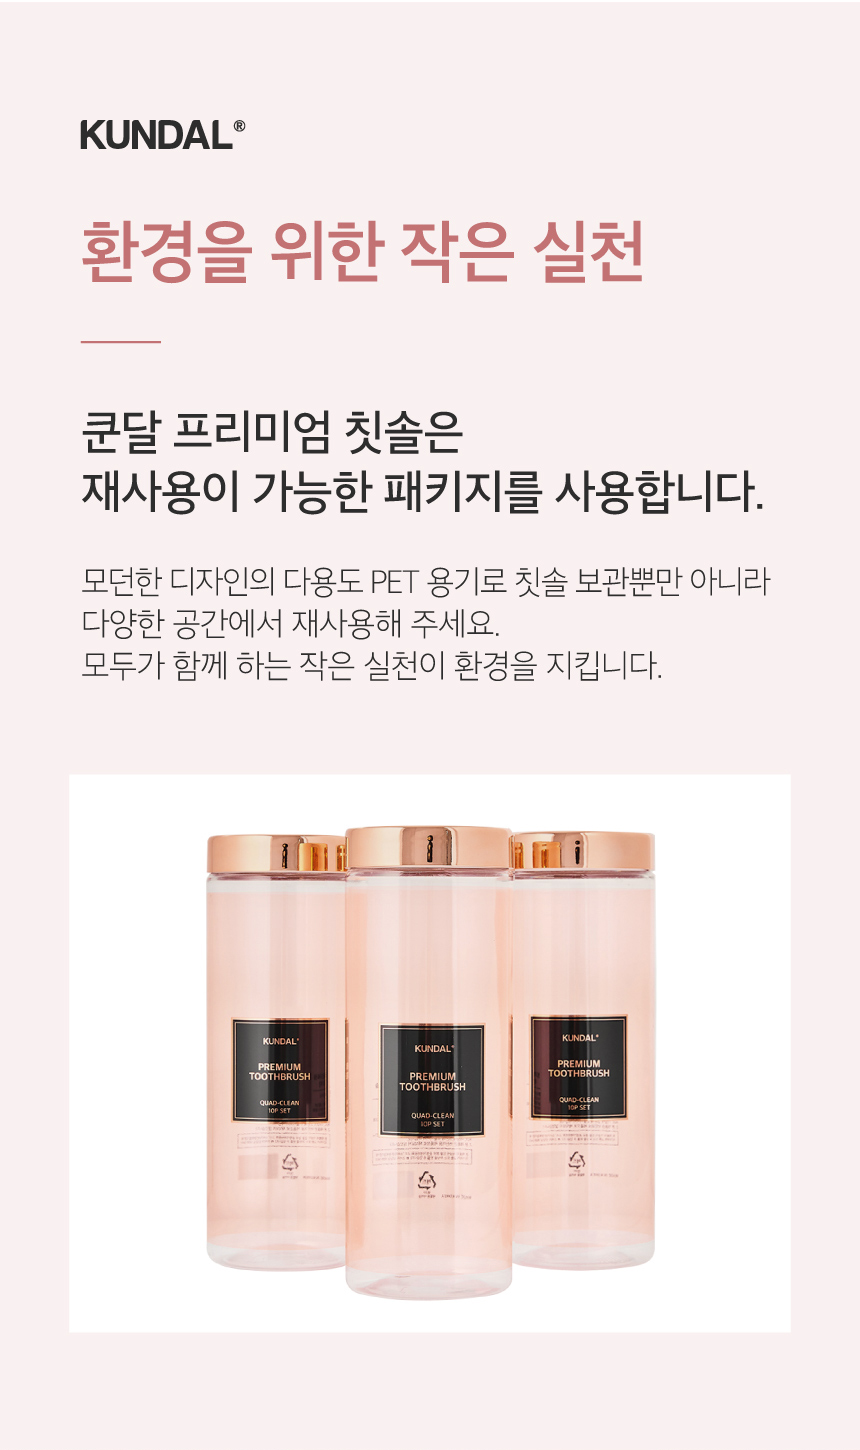 KUNDAL®
환경을 위한 작은 실천
쿤달 프리미엄 칫솔은
재사용이 가능한 패키지를 사용합니다.
모던한 디자인의 다용도 PET 용기로 칫솔 보관뿐만 아니라
다양한 공간에서 재사용해 주세요.
모두가 함께 하는 작은 실천이 환경을 지킵니다.
KUNDAL®
PREMIUM
TOOTHBRUSH
QUAD-CLEAN
10P SET
KUNDAL®
PREMIUM
TOOTHBRUSH
QUAD-CLEAN
10P SET
KUNDAL®
PREMIUM
TOOTHBRUSH
QUAD-CLEAN
10P SET